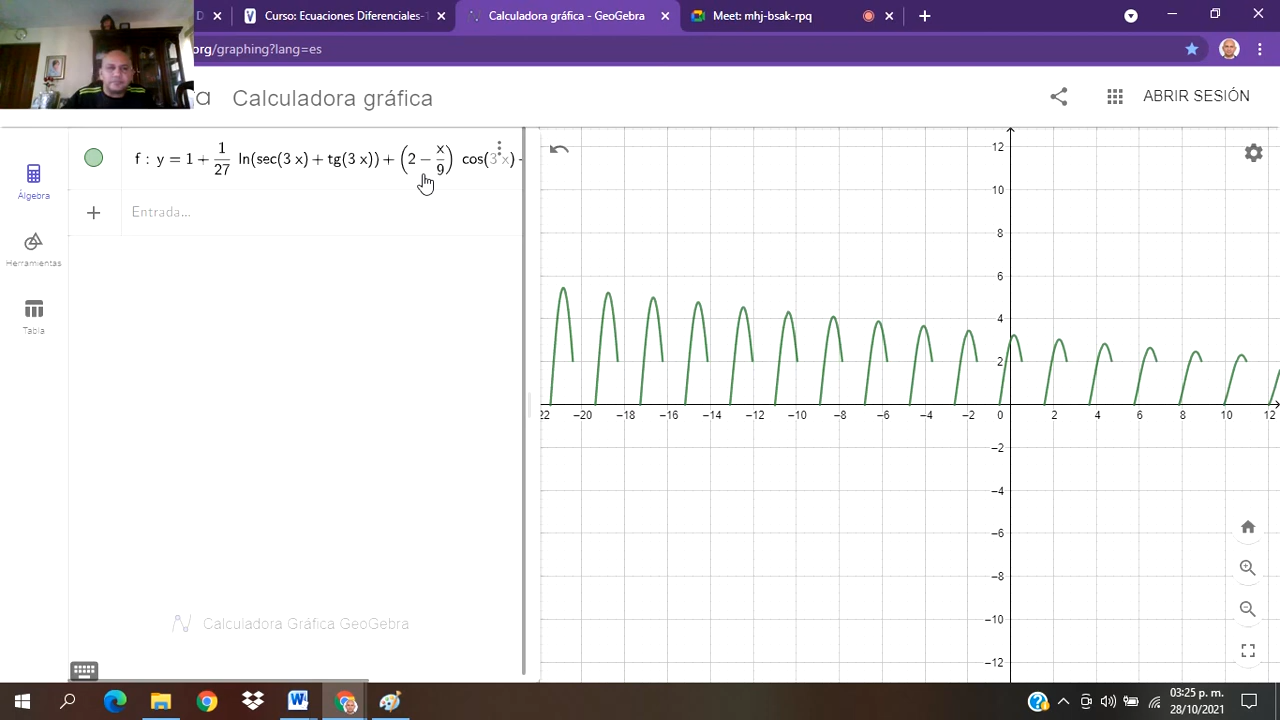 D
Curso: Ecuaciones Diferenciales-1
Calculadora gráfica - GeoGebra
Meet: mhj-bsak-rpq
org/graphing?lang=es
a
Calculadora gráfica
ABRIR SESIÓN
f : y = 1 + 1/27 ln(sec(3 x) + tg(3 x)) + (2 − x/9) cos(3 x)
Entrada...
Álgebra
Herramientas
Tabla
Calculadora Gráfica GeoGebra
12
10
8
6
4
2
−2
−4
−6
−8
−10
−12
22 −20 −18 −16 −14 −12 −10 −8 −6 −4 −2 0 2 4 6 8 10 12
03:25 p. m.
28/10/2021